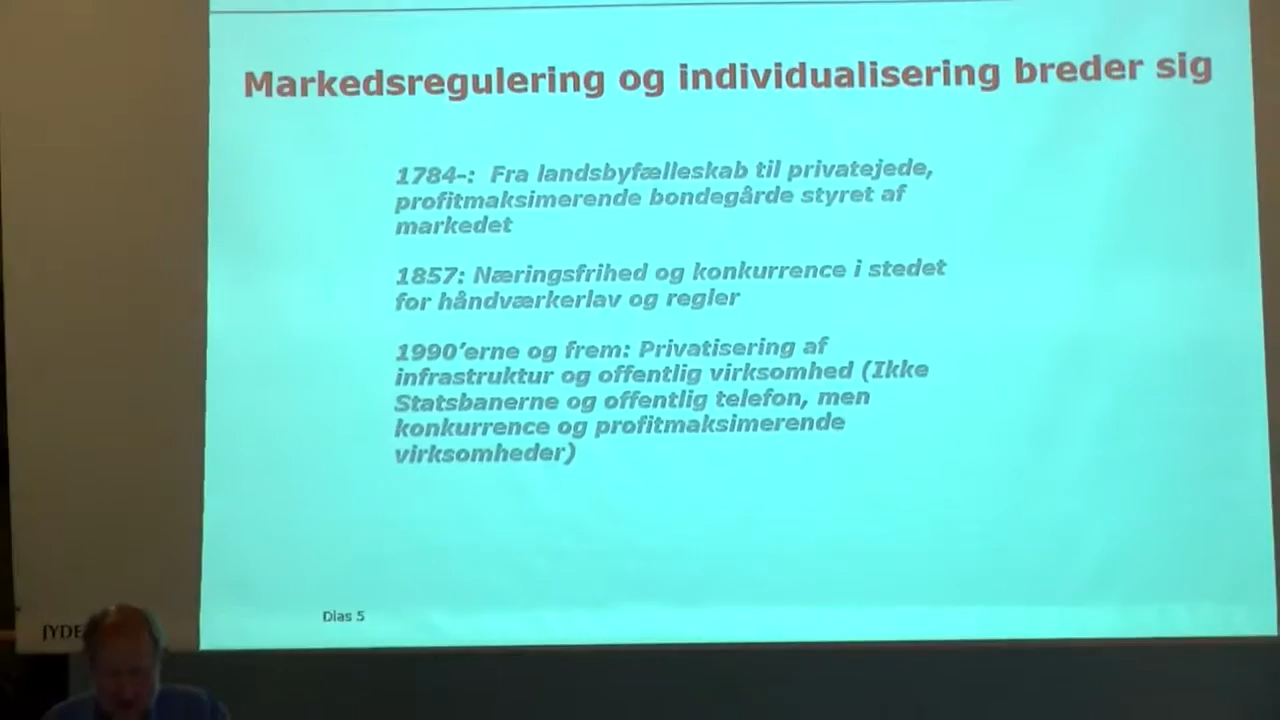 Markedsregulering og individualisering breder sig
1784-: Fra landsbyfælleskab til privatejede,
profitmaksimerende bondegårde styret af
markedet
1857: Næringsfrihed og konkurrence i stedet
for håndværkerlav og regler
1990’erne og frem: Privatisering af
infrastruktur og offentlig virksomhed (Ikke
Statsbanerne og offentlig telefon, men
konkurrence og profitmaksimerende
virksomheder)
Dias 5
JYDE